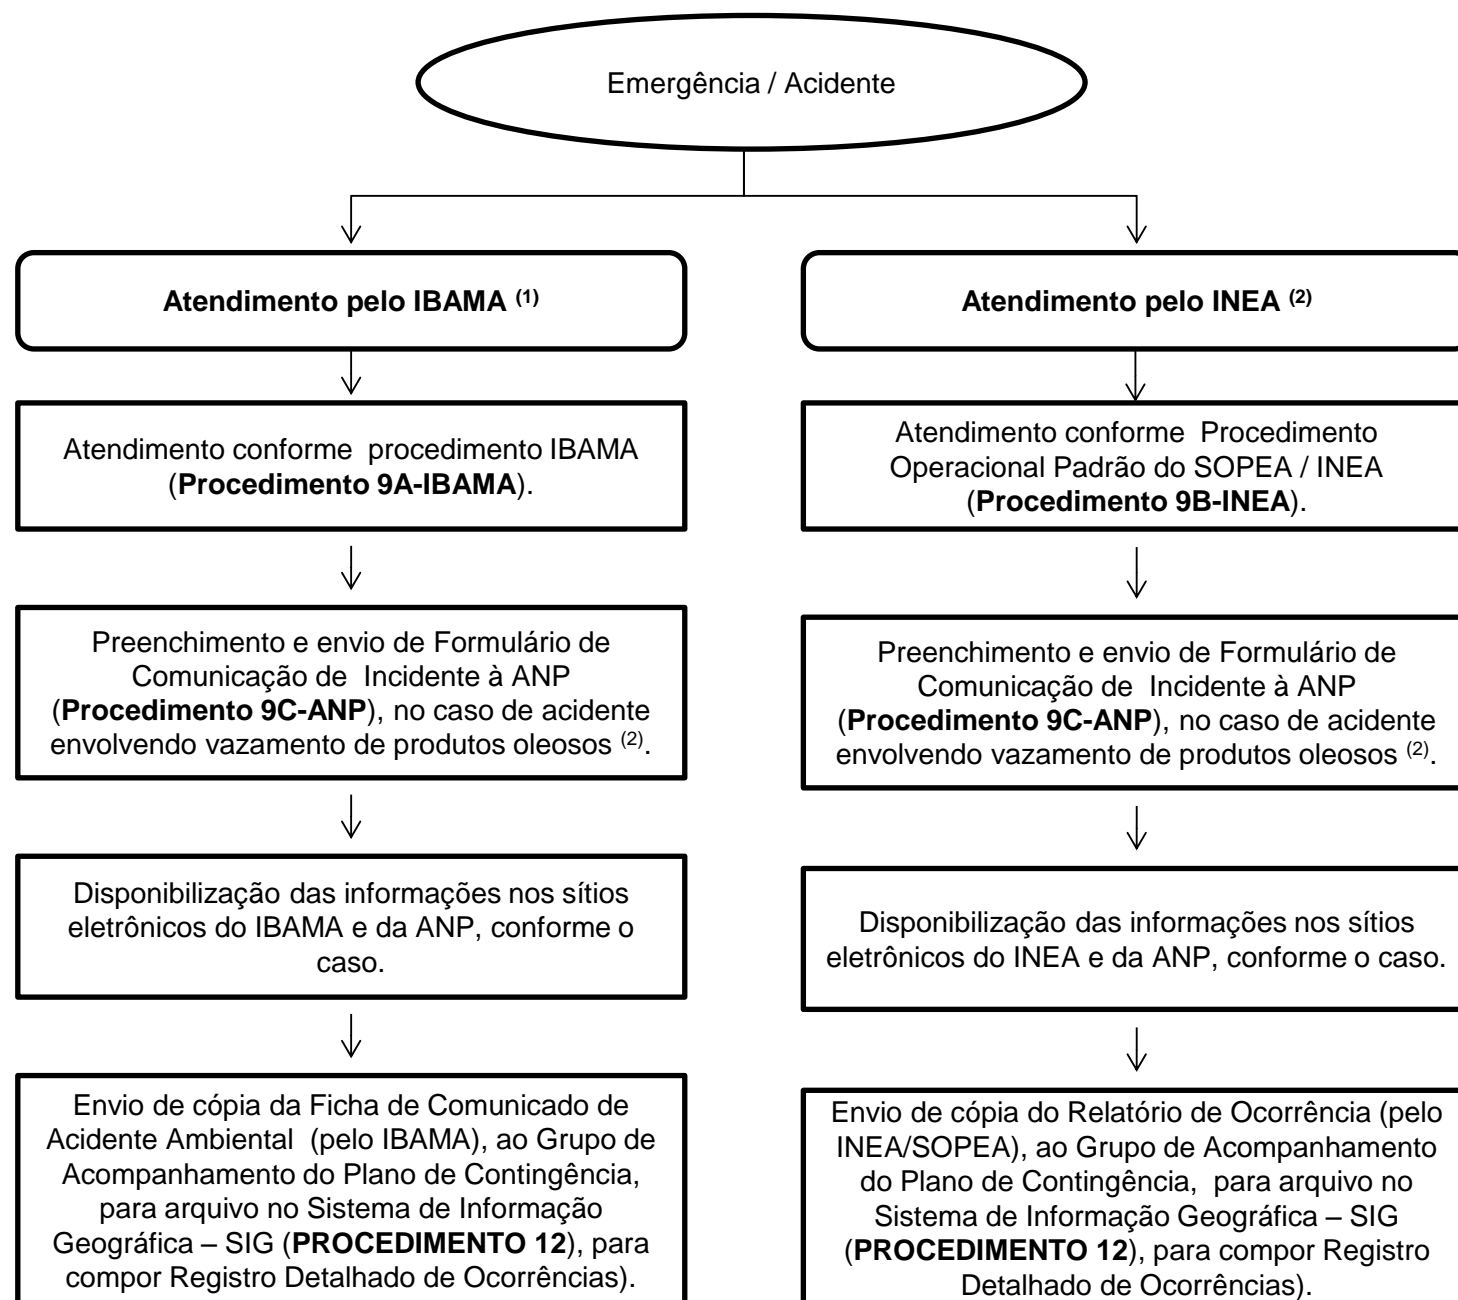 Emergência / Acidente
Atendimento pelo IBAMA (1)
Atendimento conforme procedimento IBAMA
(Procedimento 9A-IBAMA).
Preenchimento e envio de Formulário de
Comunicação de Incidente à ANP
(Procedimento 9C-ANP), no caso de acidente
envolvendo vazamento de produtos oleosos (2).
Disponibilização das informações nos sítios
eletrônicos do IBAMA e da ANP, conforme o
caso.
Envio de cópia da Ficha de Comunicado de
Acidente Ambiental (pelo IBAMA), ao Grupo de
Acompanhamento do Plano de Contingência,
para arquivo no Sistema de Informação
Geográfica – SIG (PROCEDIMENTO 12), para
compor Registro Detalhado de Ocorrências).
Atendimento pelo INEA (2)
Atendimento conforme Procedimento
Operacional Padrão do SOPEA / INEA
(Procedimento 9B-INEA).
Preenchimento e envio de Formulário de
Comunicação de Incidente à ANP
(Procedimento 9C-ANP), no caso de acidente
envolvendo vazamento de produtos oleosos (2).
Disponibilização das informações nos sítios
eletrônicos do INEA e da ANP, conforme o caso.
Envio de cópia do Relatório de Ocorrência (pelo
INEA/SOPEA), ao Grupo de Acompanhamento
do Plano de Contingência, para arquivo no
Sistema de Informação Geográfica – SIG
(PROCEDIMENTO 12), para compor Registro
Detalhado de Ocorrências).